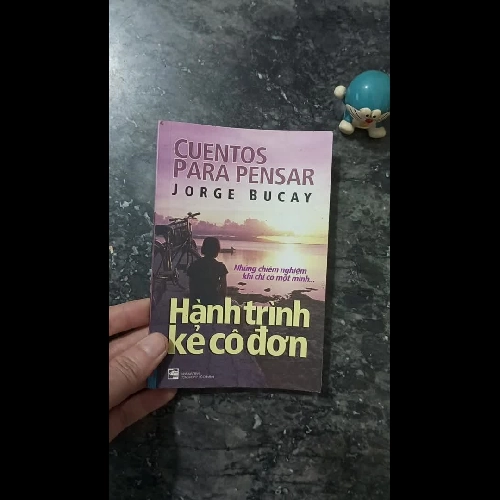 CUENTOS
PARA PENSAR
JORGE BUCAY
Những chiêm nghiệm
khi chỉ có một mình...
Hành trình
kẻ cô đơn